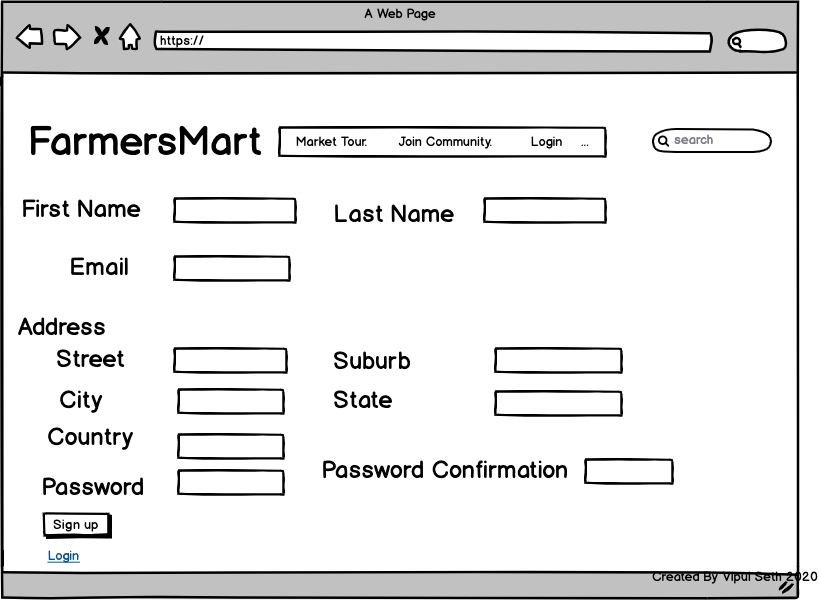 A Web Page
https://
FarmersMart
Market Tour. Join Community. Login ...
search
First Name Last Name
Email
Address
Street Suburb
City State
Country
Password Password Confirmation
Sign up
Login
Created By Vipul Seth 2020